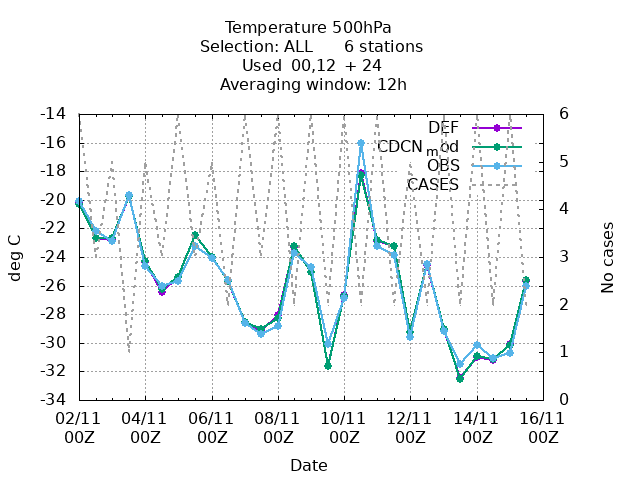 Temperature 500hPa
Selection: ALL 6 stations
Used 00,12 + 24
Averaging window: 12h
-14
-16
-18
-20
-22
-24
-26
-28
-30
-32
-34
deg C
6
5
4
3
2
1
0
No cases
DEF
CDCN mod
OBS
CASES
02/11 04/11 06/11 08/11 10/11 12/11 14/11 16/11
00Z 00Z 00Z 00Z 00Z 00Z 00Z 00Z
Date